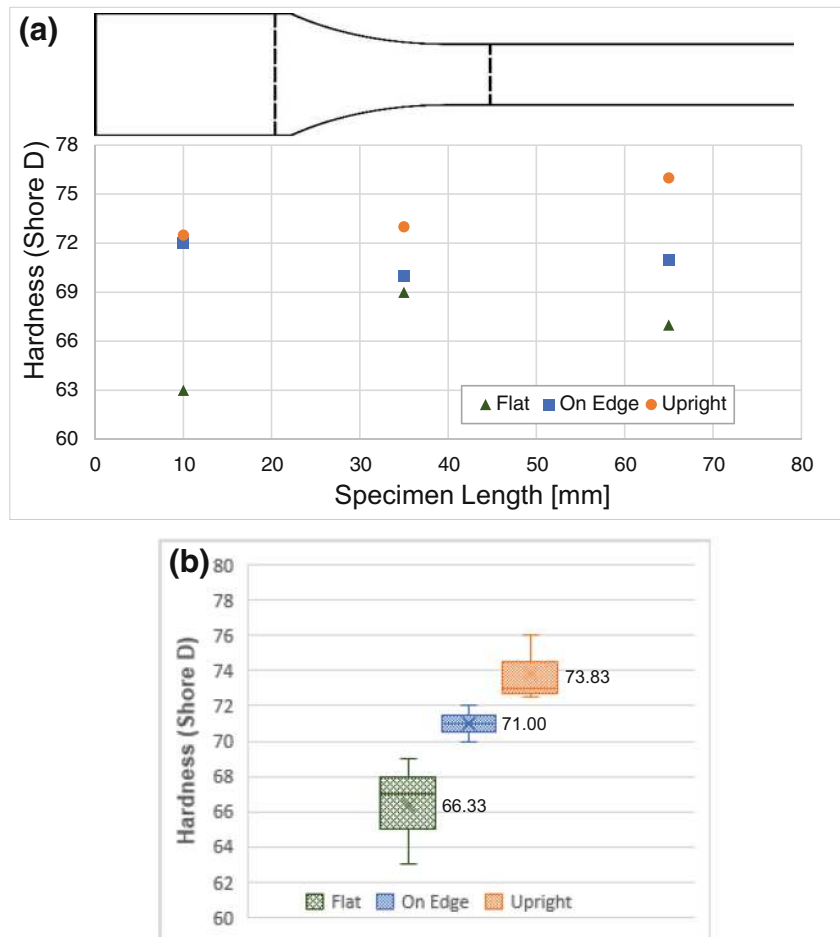 (a)
78
75
72
69
66
63
60
Hardness (Shore D)
Flat On Edge Upright
0 10 20 30 40 50 60 70 80
Specimen Length [mm]
(b)
80
78
76
74
72
70
68
66
64
62
60
Hardness (Shore D)
73.83
71.00
66.33
Flat On Edge Upright